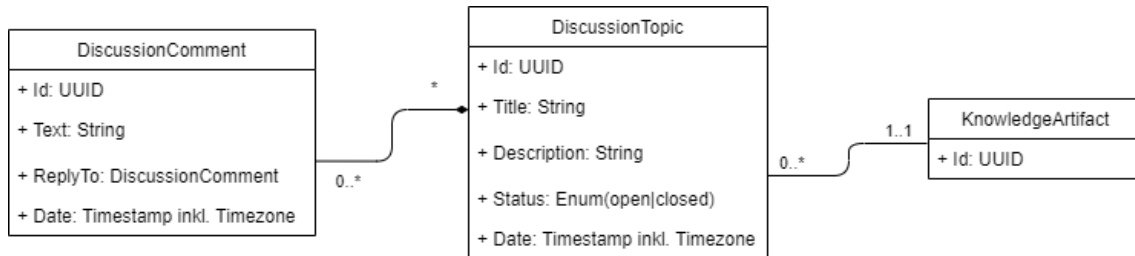 DiscussionComment
+ Id: UUID
+ Text: String
+ ReplyTo: DiscussionComment
+ Date: Timestamp inkl. Timezone
0..*
*
DiscussionTopic
+ Id: UUID
+ Title: String
+ Description: String
+ Status: Enum(open|closed)
+ Date: Timestamp inkl. Timezone
0..*
1..1
KnowledgeArtifact
+ Id: UUID